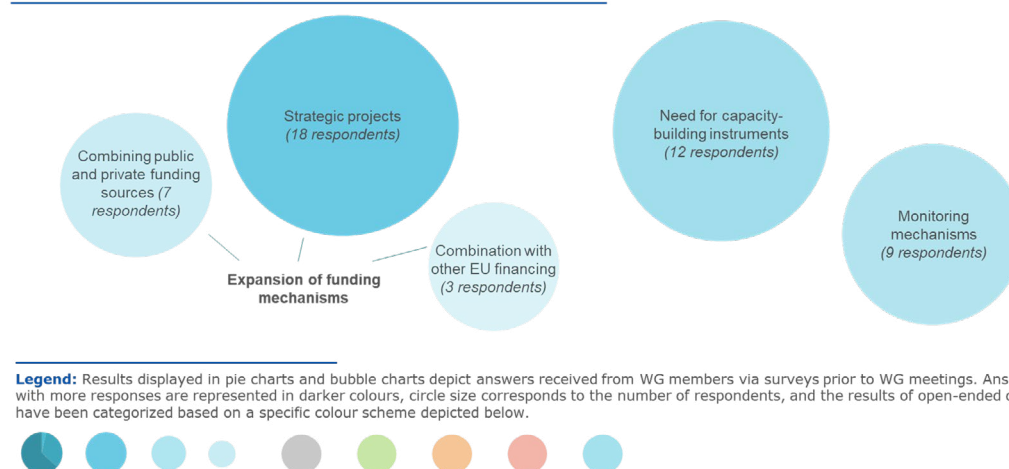 Strategic projects
(18 respondents)
Combining public
and private funding
sources (7
respondents)
Combination with
other EU financing
(3 respondents)
Expansion of funding
mechanisms
Need for capacity-
building instruments
(12 respondents)
Monitoring
mechanisms
(9 respondents)
Legend: Results displayed in pie charts and bubble charts depict answers received from WG members via surveys prior to WG meetings.
with more responses are represented in darker colours, circle size corresponds to the number of respondents, and the results of open-ended
have been categorized based on a specific colour scheme depicted below.